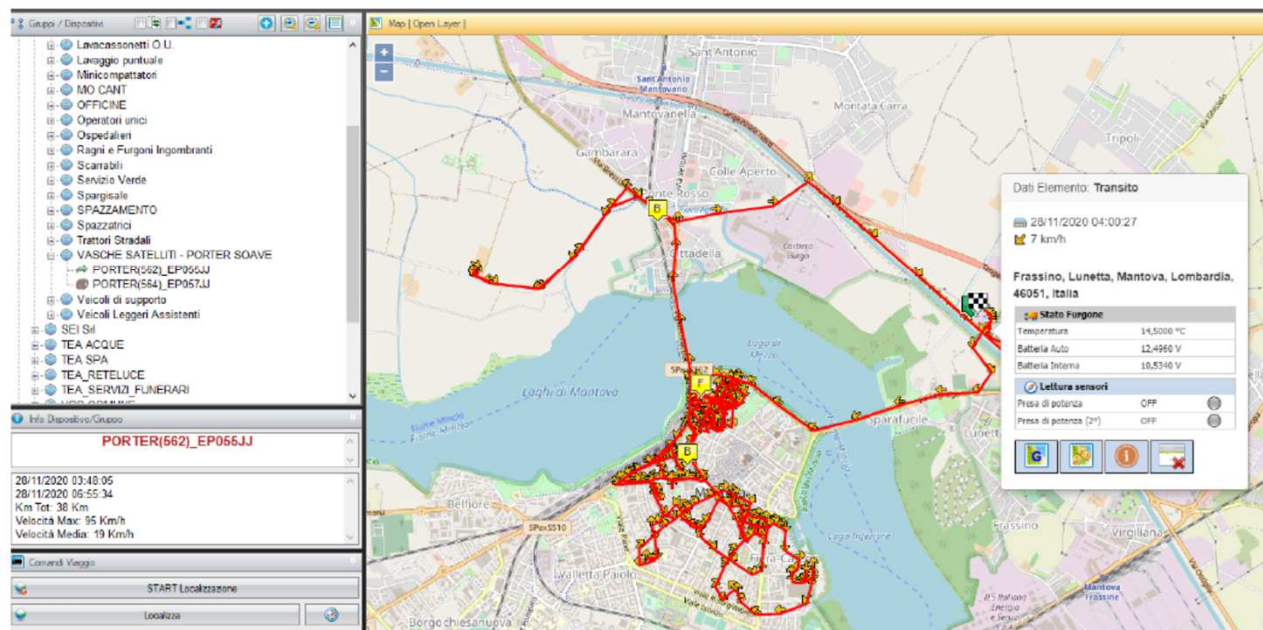 Gruppi / Dispositivi
Lavacassonetti O.U.
Lavaggio puntuale
Minicompattatori
MO CANT
OFFICINE
Operatori unici
Ospedalieri
Ragni e Furgoni Ingombranti
Scarrabili
Servizio Verde
Spargisale
SPAZZAMENTO
Spazzatrici
Trattori Stradali
VASCHE SATELLITI - PORTER SOAVE
PORTER(562)_EP055JJ
PORTER(564)_EP057JJ
Veicoli di supporto
Veicoli Leggeri Assistenti
SEI Srl
TEA ACQUE
TEA SPA
TEA_RETELUCE
TEA_SERVIZI_FUNERARI
Info Dispositivo/Gruppo
PORTER(562)_EP055JJ
28/11/2020 03:48:05
28/11/2020 06:55:34
Km Tot: 38 Km
Velocità Max: 95 Km/h
Velocità Media: 19 Km/h
Comandi Viaggio
START Localizzazione
Localizza
Map [ Open Layer ]
+
−
Sant'Antonio
Sant'Antonio
Mantovano
Mantovanella
Montata Carra
Tripoli
Gambarara
Colle Aperto
Ponte Rosso
B
Cittadella
Lago di
Mezzo
Laghi di Mantova
F
Sparafucile
B
Belfiore
SPexSS10
Lago Inferiore
Frassino
Virgiliana
Valletta Paiolo
Fiera-Ca
Mantova
Frassine
Borgochiesanuova
Dati Elemento: Transito
28/11/2020 04:00:27
7 km/h
Frassino, Lunetta, Mantova, Lombardia,
46051, Italia
Stato Furgone
Temperatura 14,5000 °C
Batteria Auto 12,4960 V
Batteria Interna 10,5340 V
Lettura sensori
Presa di potenza OFF
Presa di potenza (2°) OFF
G